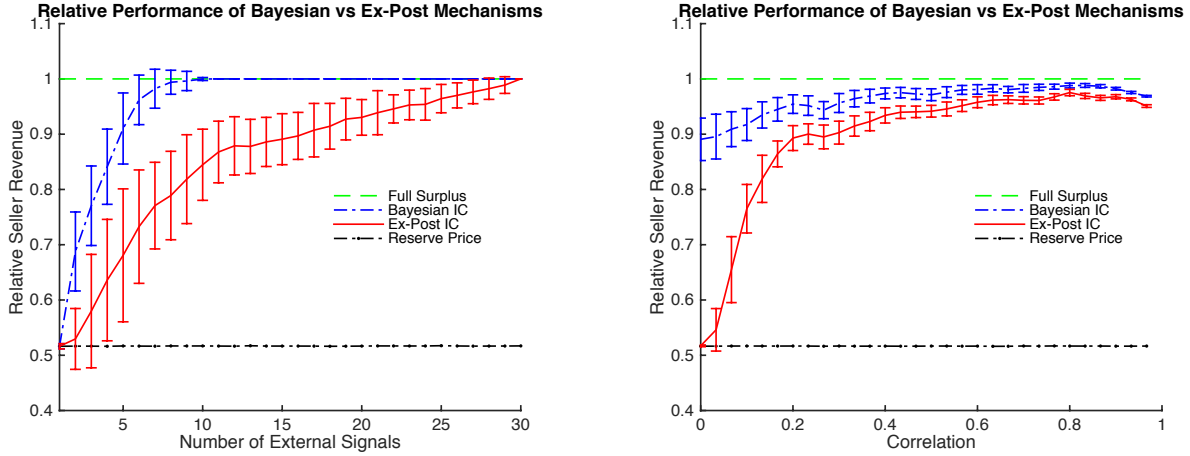 Relative Performance of Bayesian vs Ex-Post Mechanisms
1.1
1
0.9
0.8
0.7
0.6
0.5
0.4
Relative Seller Revenue
Full Surplus
Bayesian IC
Ex-Post IC
Reserve Price
5
10
15
20
25
30
Number of External Signals
Relative Performance of Bayesian vs Ex-Post Mechanisms
1.1
1
0.9
0.8
0.7
0.6
0.5
0.4
Relative Seller Revenue
Full Surplus
Bayesian IC
Ex-Post IC
Reserve Price
0
0.2
0.4
0.6
0.8
1
Correlation